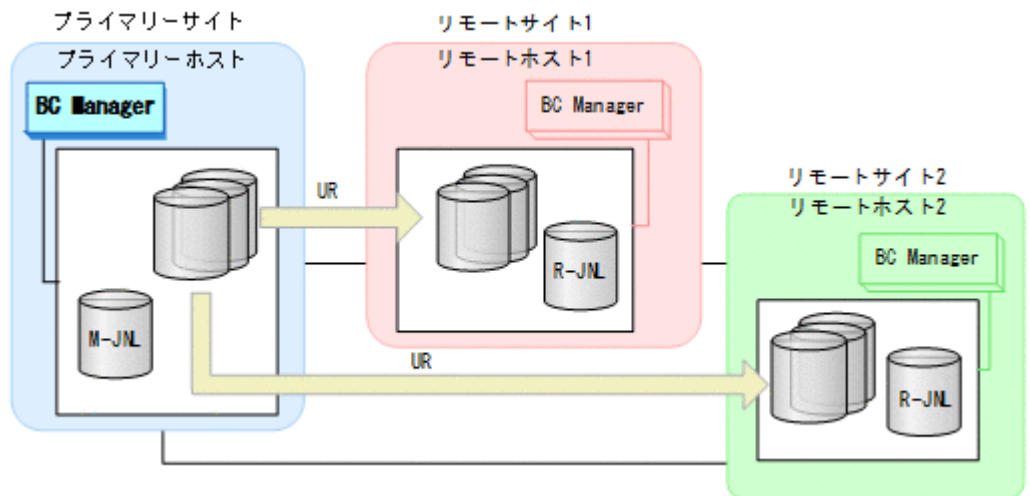 プライマリーサイト
プライマリーホスト
BC Manager
M-JNL
UR
UR
リモートサイト1
リモートホスト1
BC Manager
R-JNL
リモートサイト2
リモートホスト2
BC Manager
R-JNL